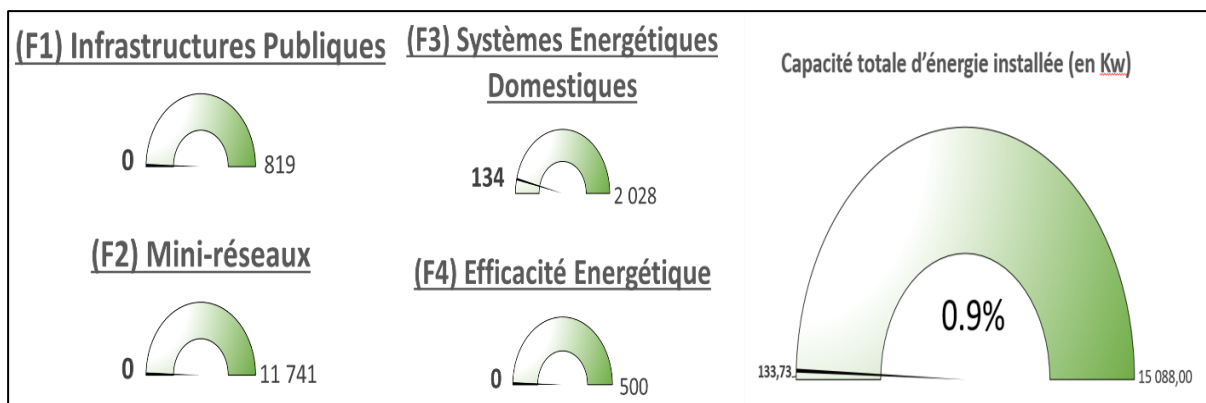 (F1) Infrastructures Publiques
0
819
(F2) Mini-réseaux
0
11 741
(F3) Systèmes Energétiques
Domestiques
134
2 028
(F4) Efficacité Energétique
0
500
Capacité totale d’énergie installée (en Kw)
0.9%
133,73
15 088,00